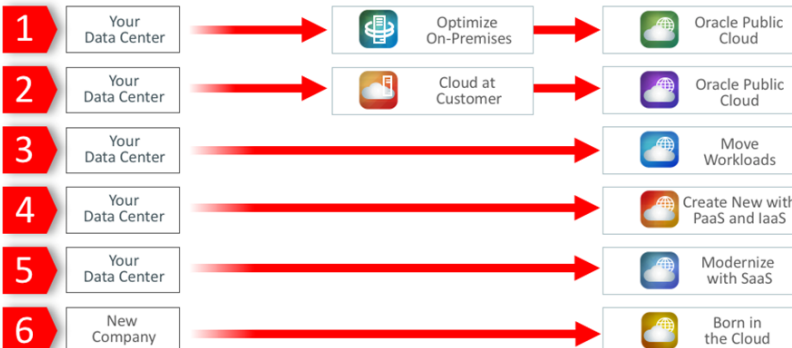 1
Your
Data Center
Optimize
On-Premises
Oracle Public
Cloud
2
Your
Data Center
Cloud at
Customer
Oracle Public
Cloud
3
Your
Data Center
Move
Workloads
4
Your
Data Center
Create New with
PaaS and IaaS
5
Your
Data Center
Modernize
with SaaS
6
New
Company
Born in
the Cloud